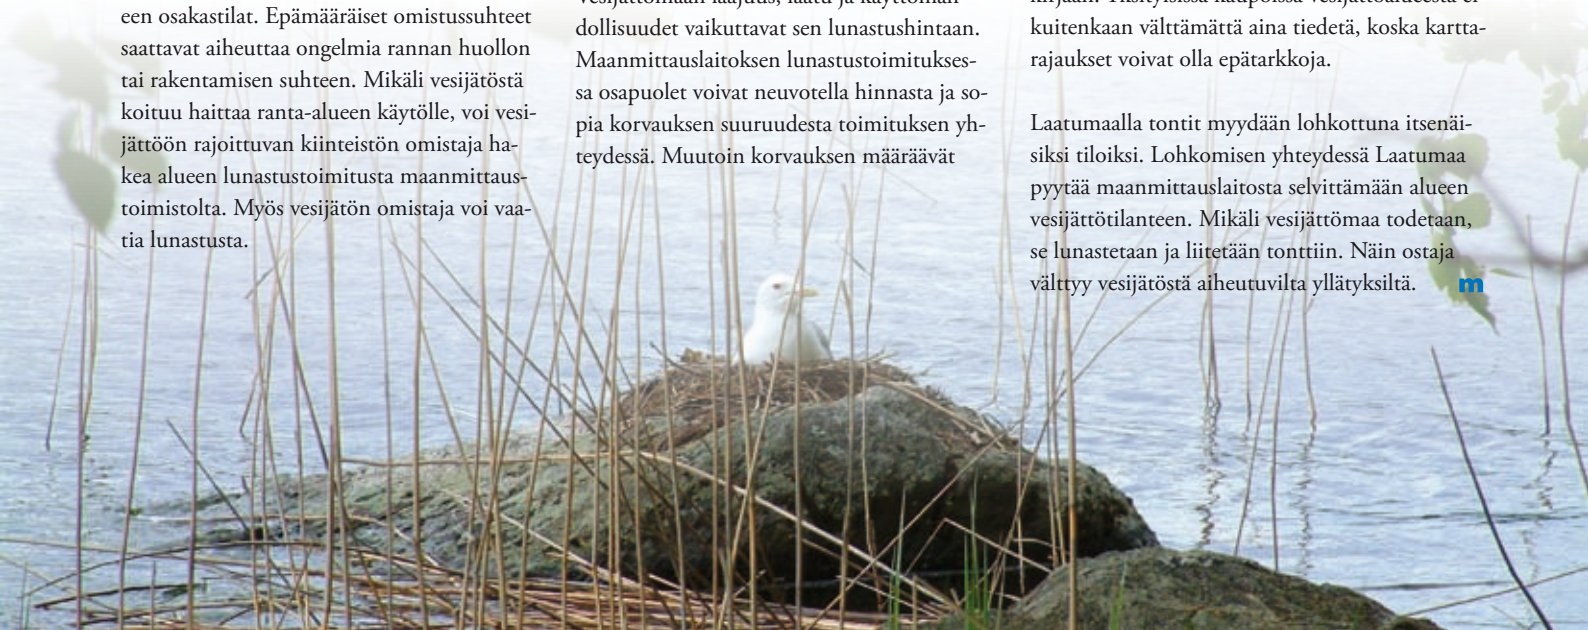 een osakastilat. Epämääräiset omistussuhteet
saattavat aiheuttaa ongelmia rannan huollon
tai rakentamisen suhteen. Mikäli vesijätöstä
koituu haittaa ranta-alueen käytölle, voi vesi-
jättöön rajoittuvan kiinteistön omistaja ha-
kea alueen lunastustoimitusta maanmittaus-
toimistolta. Myös vesijätön omistaja voi vaa-
tia lunastusta.
dollisuudet vaikuttavat sen lunastushintaan.
Maanmittauslaitoksen lunastustoimitukses-
sa osapuolet voivat neuvotella hinnasta ja so-
pia korvauksen suuruudesta toimituksen yh-
teydessä. Muutoin korvauksen määräävät
kuitenkaan välttämättä aina tiedetä, koska kartta-
rajaukset voivat olla epätarkkoja.
Laatumaalla tontit myydään lohkottuna itsenäi-
siksi tiloiksi. Lohkomisen yhteydessä Laatumaa
pyytää maanmittauslaitosta selvittämään alueen
vesijättötilanteen. Mikäli vesijättömaa todetaan,
se lunastetaan ja liitetään tonttiin. Näin ostaja
välttyy vesijätöstä aiheutuvilta yllätyksiltä. m